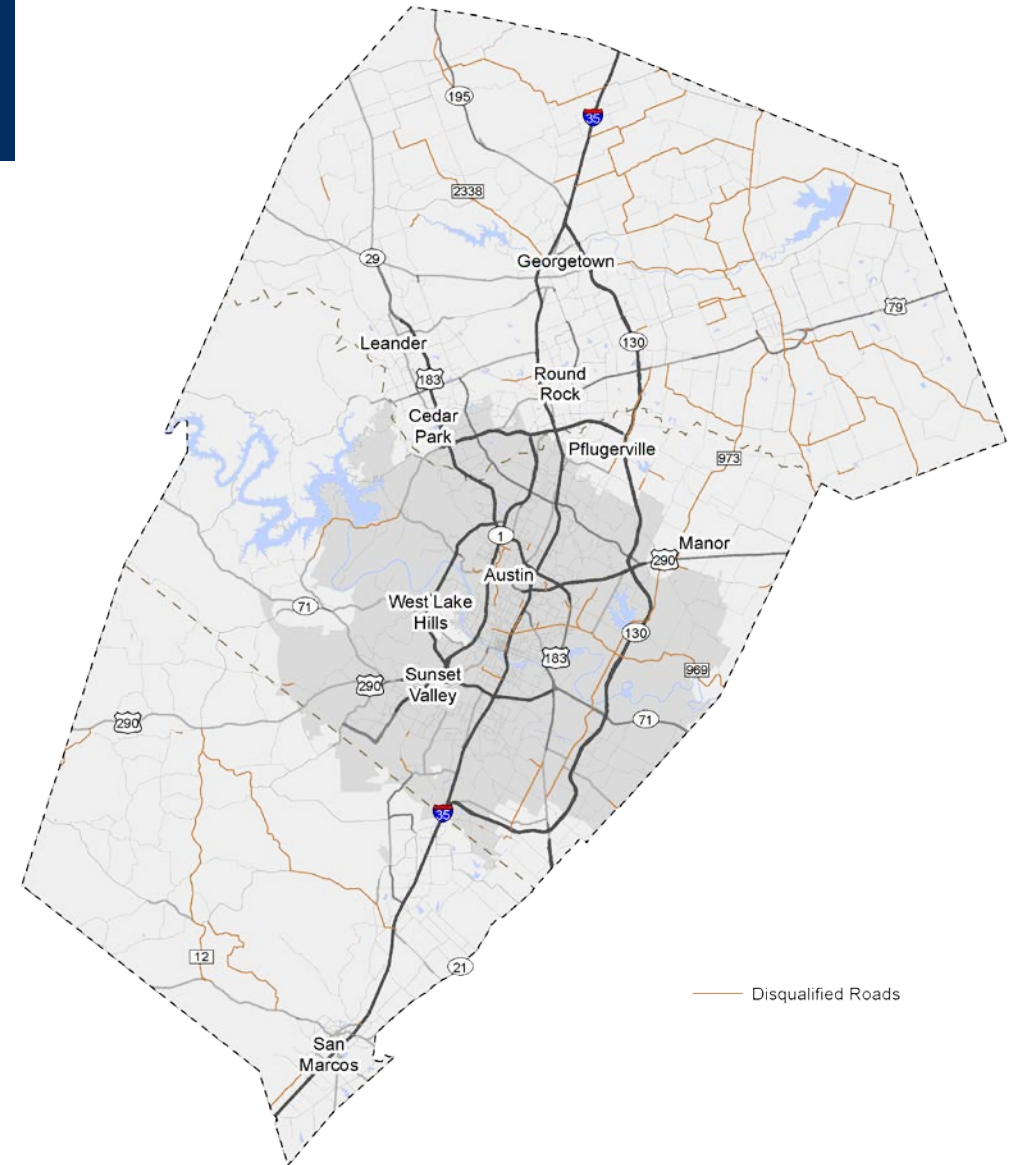 195
35
2338
Georgetown
29
79
130
Leander
183
Round
Rock
Cedar
Park
Pflugerville
973
1
Manor
290
Austin
West Lake
Hills
71
130
183
969
Sunset
Valley
290
71
290
35
12
21
Disqualified Roads
San
Marcos